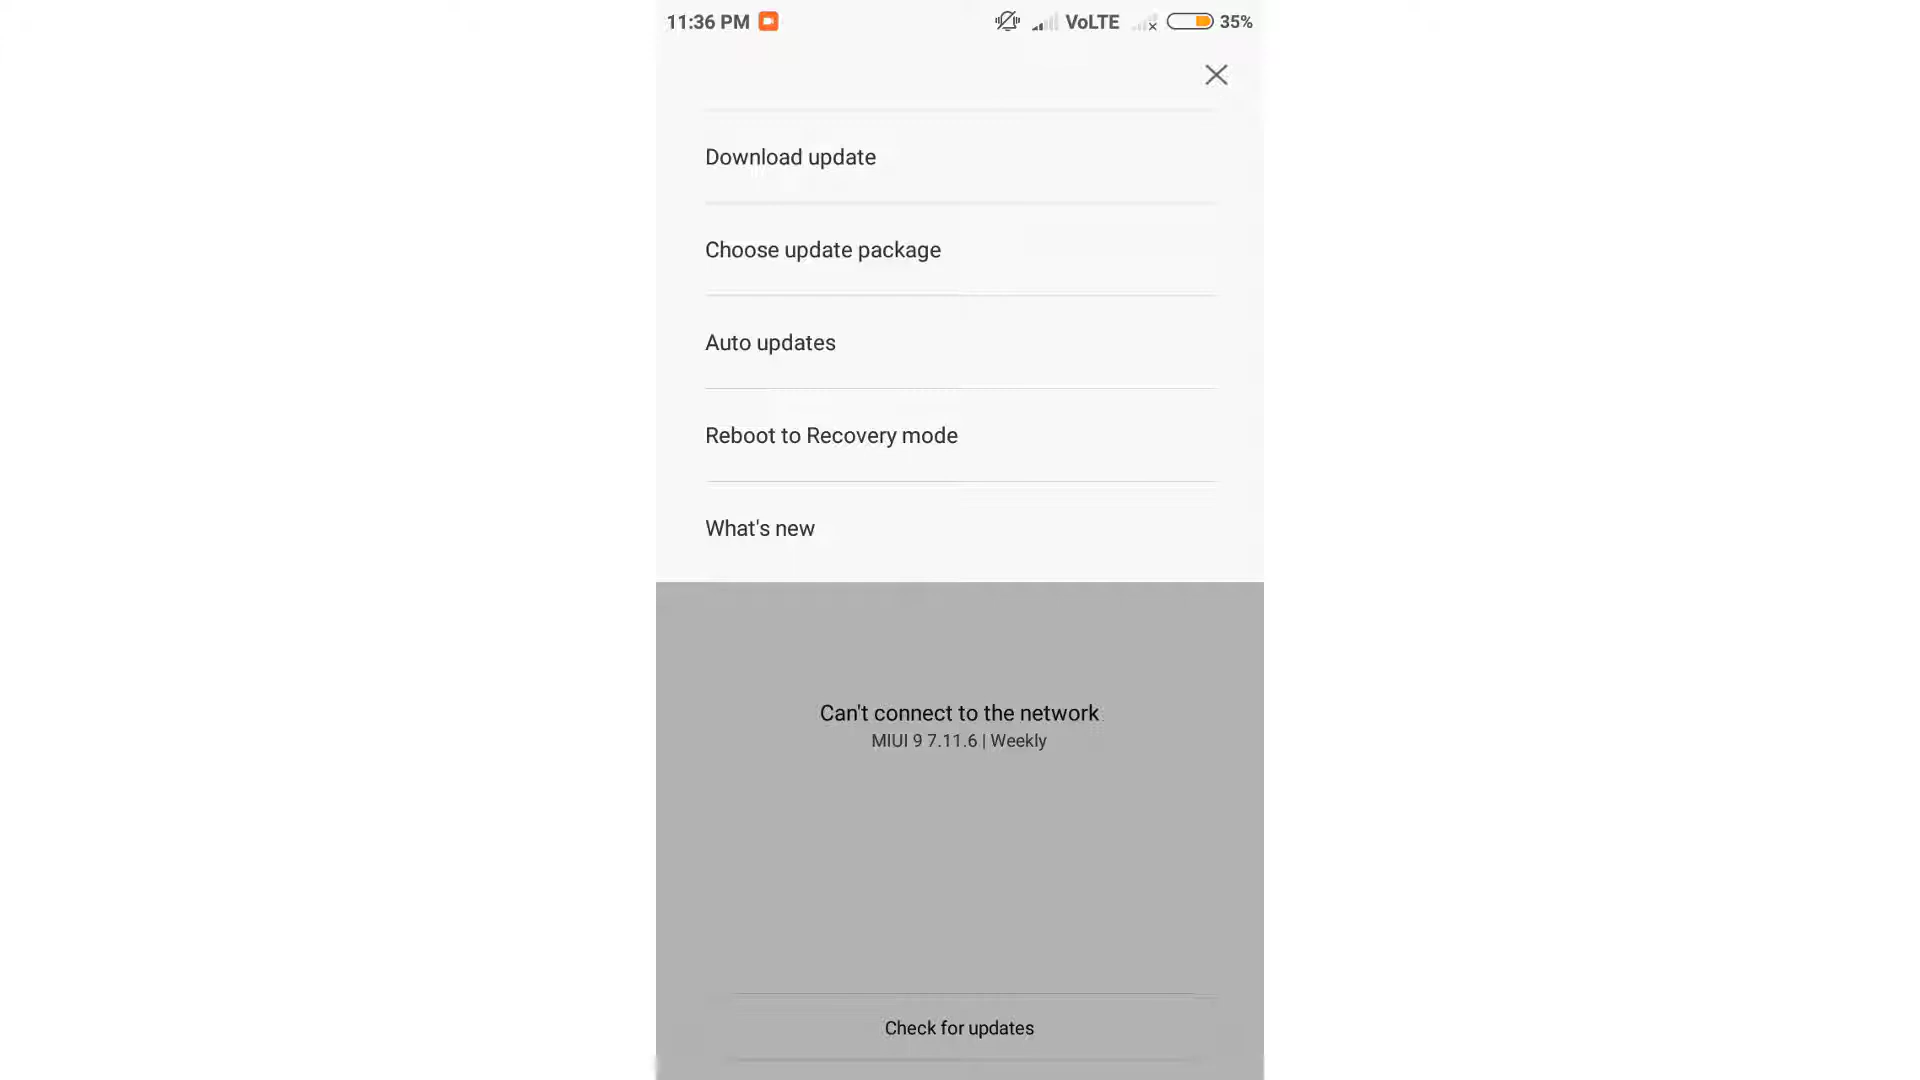 11:36 PM VoLTE 35%
Download update
Choose update package
Auto updates
Reboot to Recovery mode
What's new
Can't connect to the network
MIUI 9 7.11.6 | Weekly
Check for updates